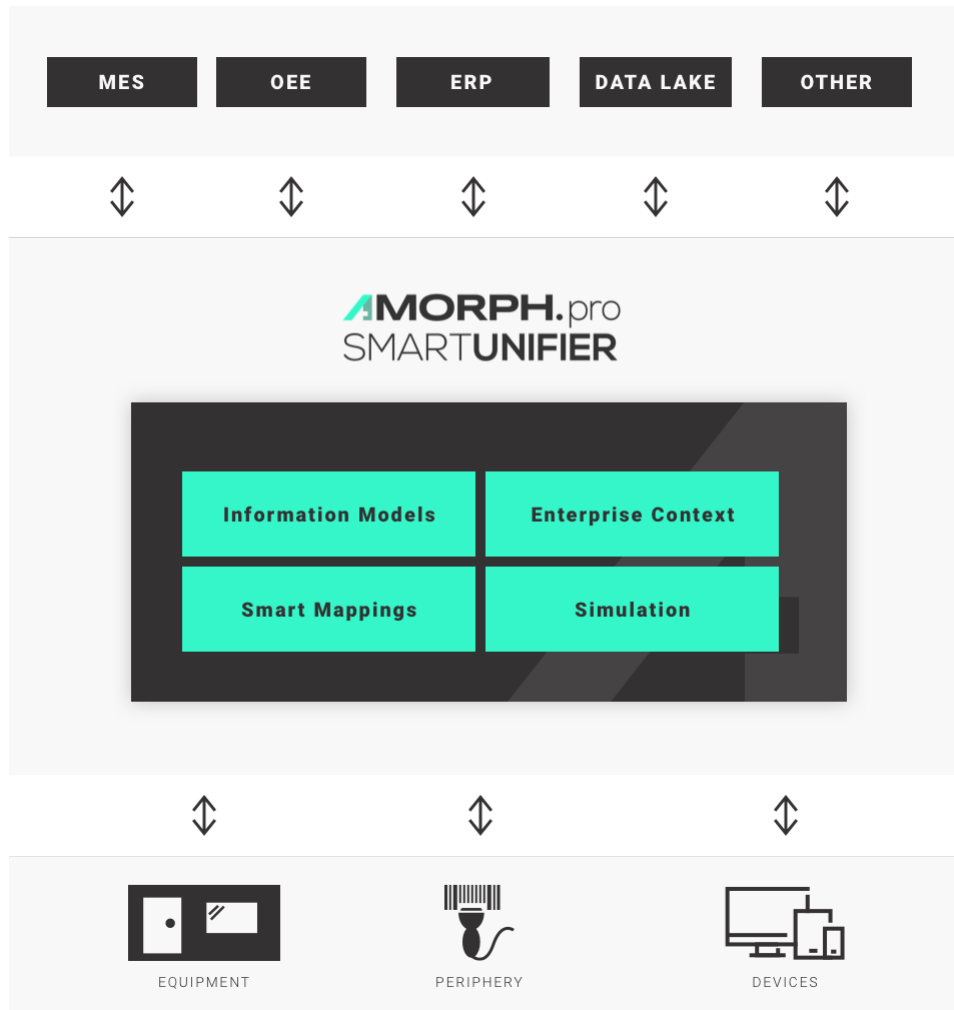 MES
OEE
ERP
DATA LAKE
OTHER
AMORPH.pro
SMARTUNIFIER
Information Models
Enterprise Context
Smart Mappings
Simulation
EQUIPMENT
PERIPHERY
DEVICES